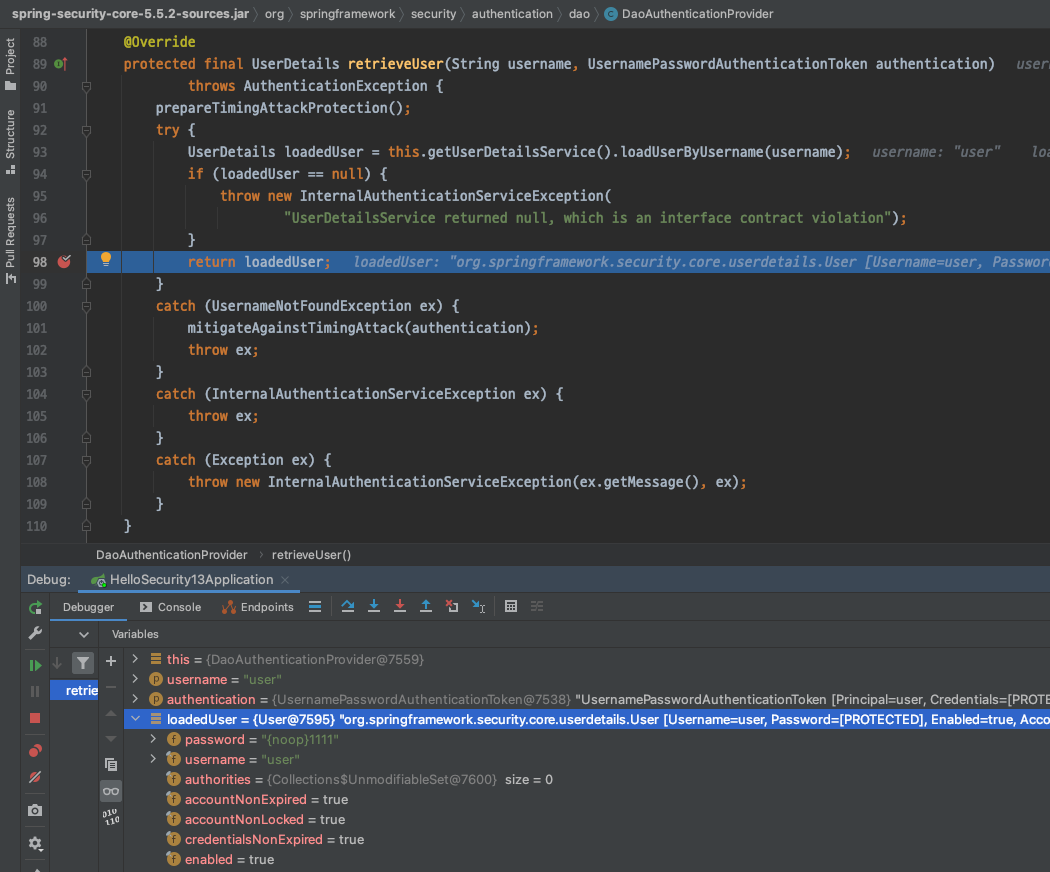 spring-security-core-5.5.2-sources.jar > org > springframework > security > authentication > dao > DaoAuthenticationProvider
Project
Structure
Pull Requests
88 @Override
89 protected final UserDetails retrieveUser(String username, UsernamePasswordAuthenticationToken authentication) user
90 throws AuthenticationException {
91 prepareTimingAttackProtection();
92 try {
93 UserDetails loadedUser = this.getUserDetailsService().loadUserByUsername(username); username: "user" loa
94 if (loadedUser == null) {
95 throw new InternalAuthenticationServiceException(
96 "UserDetailsService returned null, which is an interface contract violation");
97 }
98 return loadedUser; loadedUser: "org.springframework.security.core.userdetails.User [Username=user, Passwor
99 }
100 catch (UsernameNotFoundException ex) {
101 mitigateAgainstTimingAttack(authentication);
102 throw ex;
103 }
104 catch (InternalAuthenticationServiceException ex) {
105 throw ex;
106 }
107 catch (Exception ex) {
108 throw new InternalAuthenticationServiceException(ex.getMessage(), ex);
109 }
110 }
DaoAuthenticationProvider > retrieveUser()
Debug: HelloSecurity13Application
Debugger Console Endpoints
Variables
retrie
this = {DaoAuthenticationProvider@7559}
username = "user"
authentication = {UsernamePasswordAuthenticationToken@7538} "UsernamePasswordAuthenticationToken [Principal=user, Credentials=[PROTE
loadedUser = {User@7595} "org.springframework.security.core.userdetails.User [Username=user, Password=[PROTECTED], Enabled=true, Acco
password = "{noop}1111"
username = "user"
authorities = {Collections$UnmodifiableSet@7600} size = 0
accountNonExpired = true
accountNonLocked = true
credentialsNonExpired = true
enabled = true